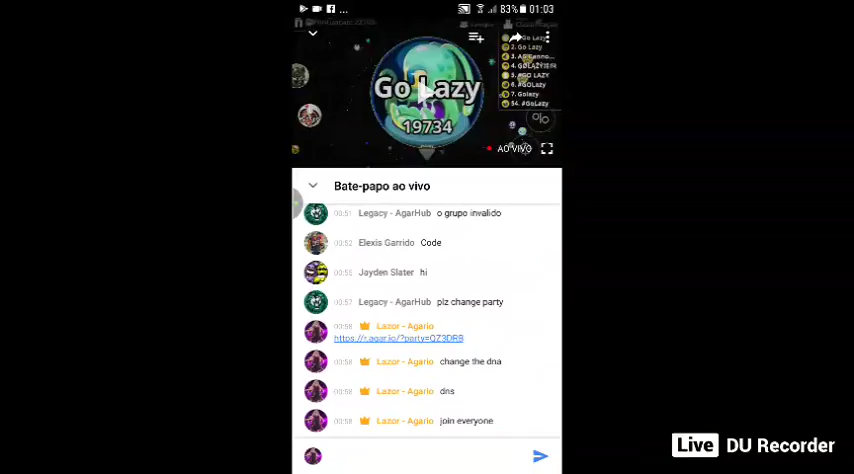 83% 01:03
Go Lazy
19734
Go Lazy
2. Go Lazy
5. #GO LAZY
6. #GOLazy
7. Golazy
54. #GoLazy
AO VIVO
Bate-papo ao vivo
00:51 Legacy - AgarHub o grupo invalido
00:52 Elexis Garrido Code
00:55 Jayden Slater hi
00:57 Legacy - AgarHub plz change party
00:58 Lazor - Agario
https://r.agar.io/?party=QZ3DRB
00:58 Lazor - Agario change the dna
00:58 Lazor - Agario dns
00:58 Lazor - Agario join everyone
Live DU Recorder